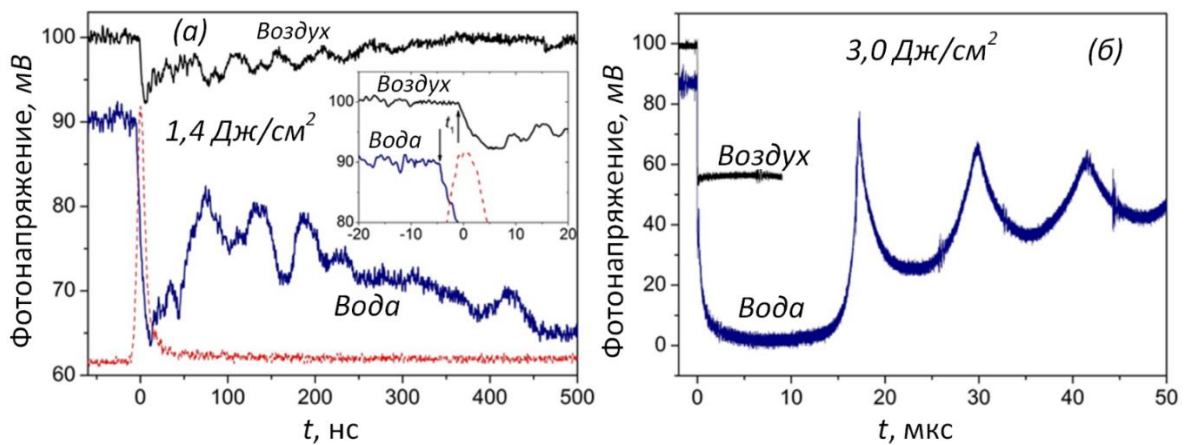 Фотонапряжение, мВ
100
90
80
70
60
(а)
Воздух
1,4 Дж/см²
Вода
0
100
200
300
400
500
t, нс
100
90
80
Воздух
Вода
t₁
-20
-10
0
10
20
Фотонапряжение, мВ
100
80
60
40
20
0
3,0 Дж/см²
(б)
Воздух
Вода
0
10
20
30
40
50
t, мкс